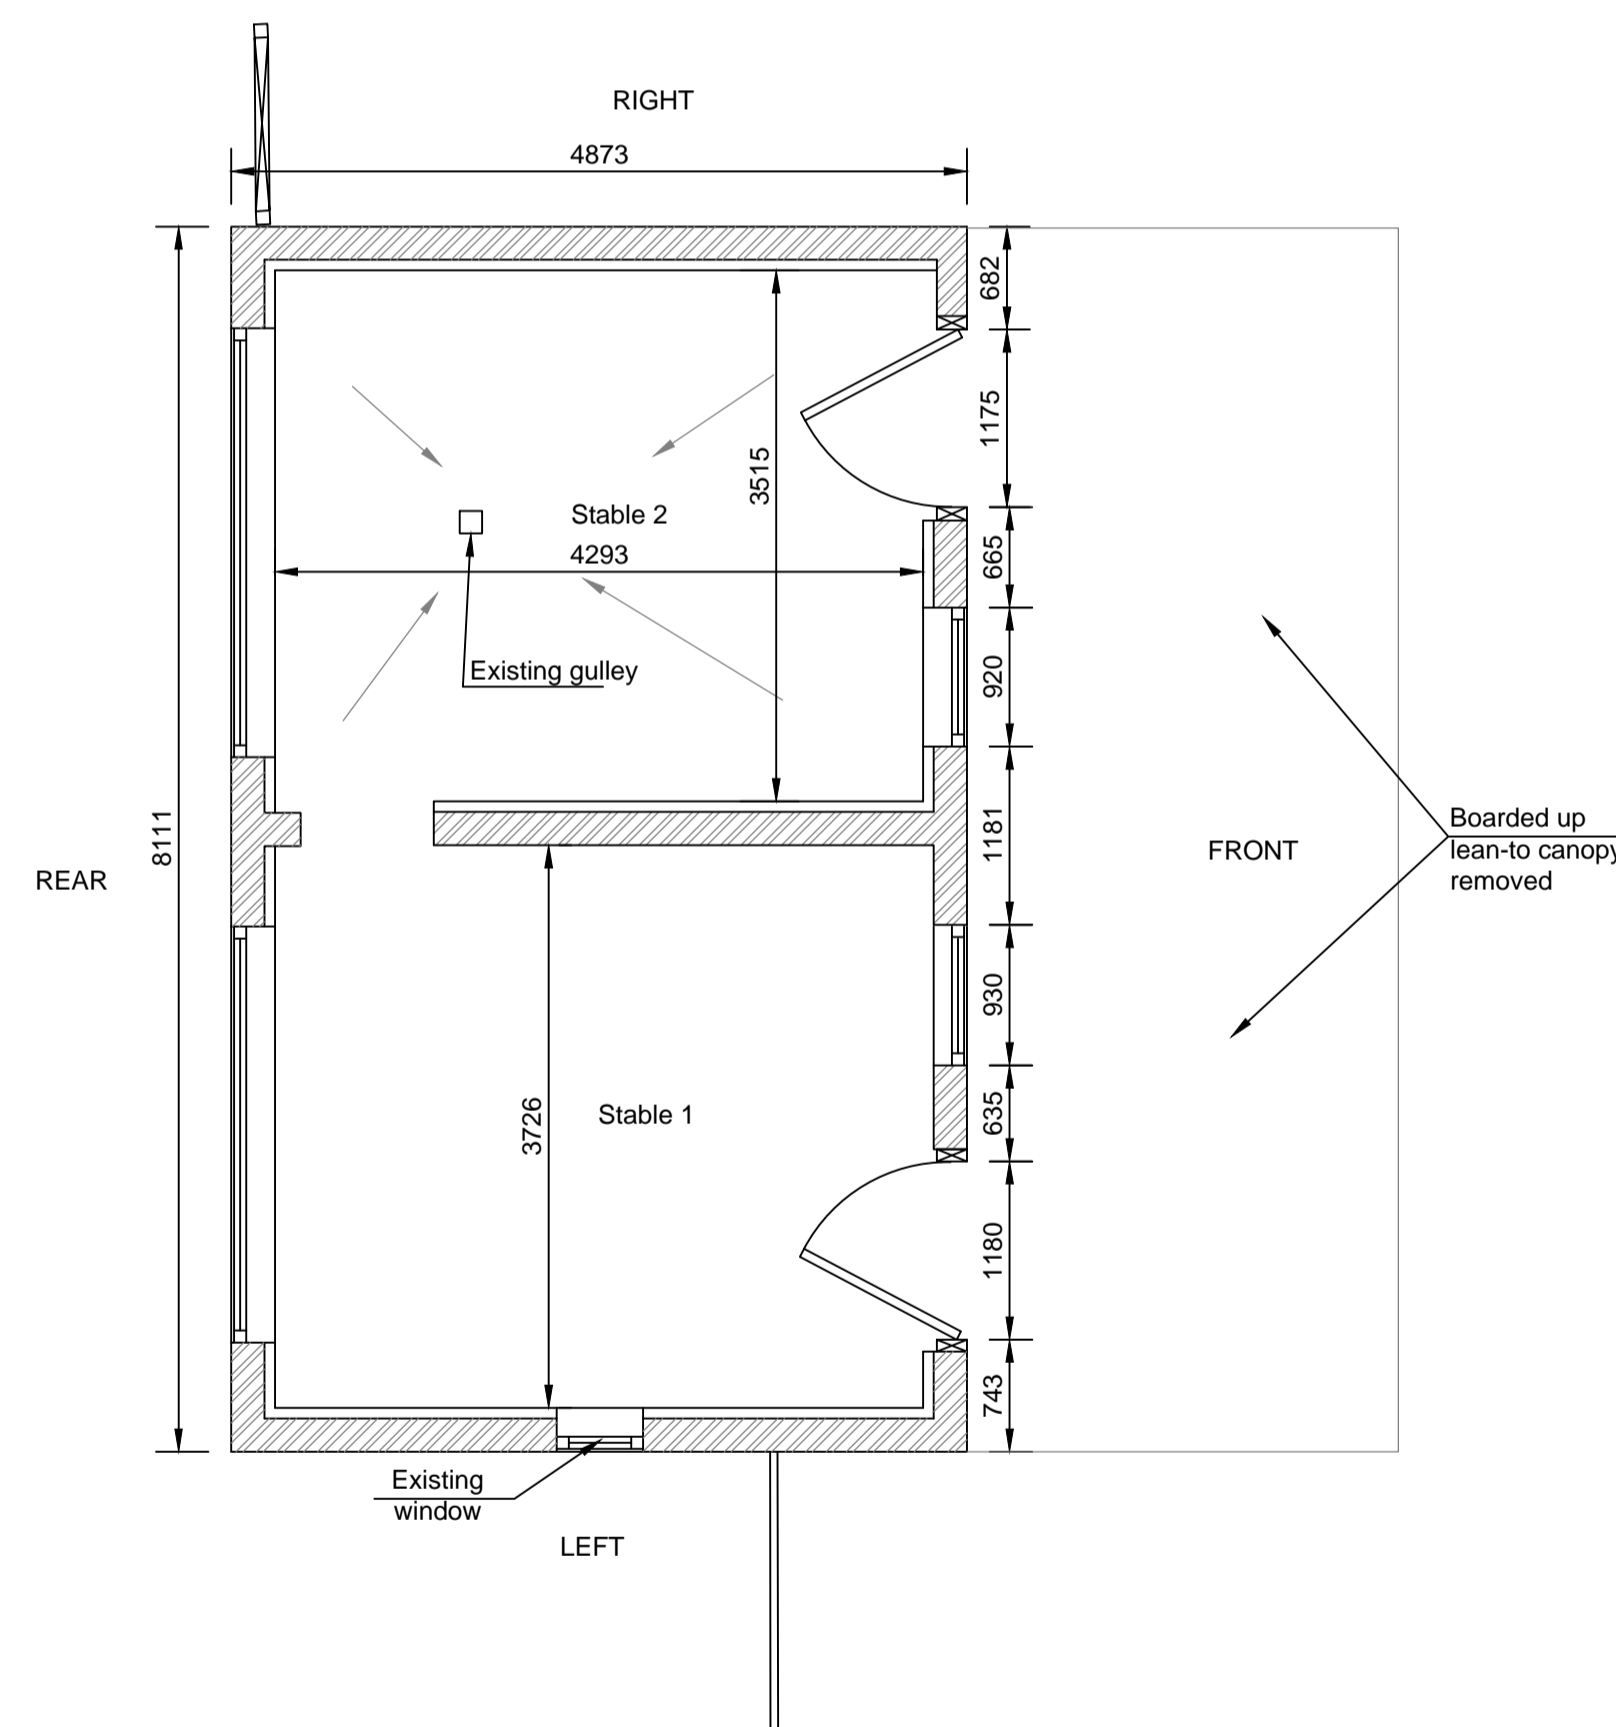 RIGHT
4873
682
1175
3515
Stable 2
4293
665
Existing gulley
920
8111
1181
Boarded up
lean-to canopy
removed
FRONT
REAR
930
3726
Stable 1
635
1180
743
Existing
window
LEFT